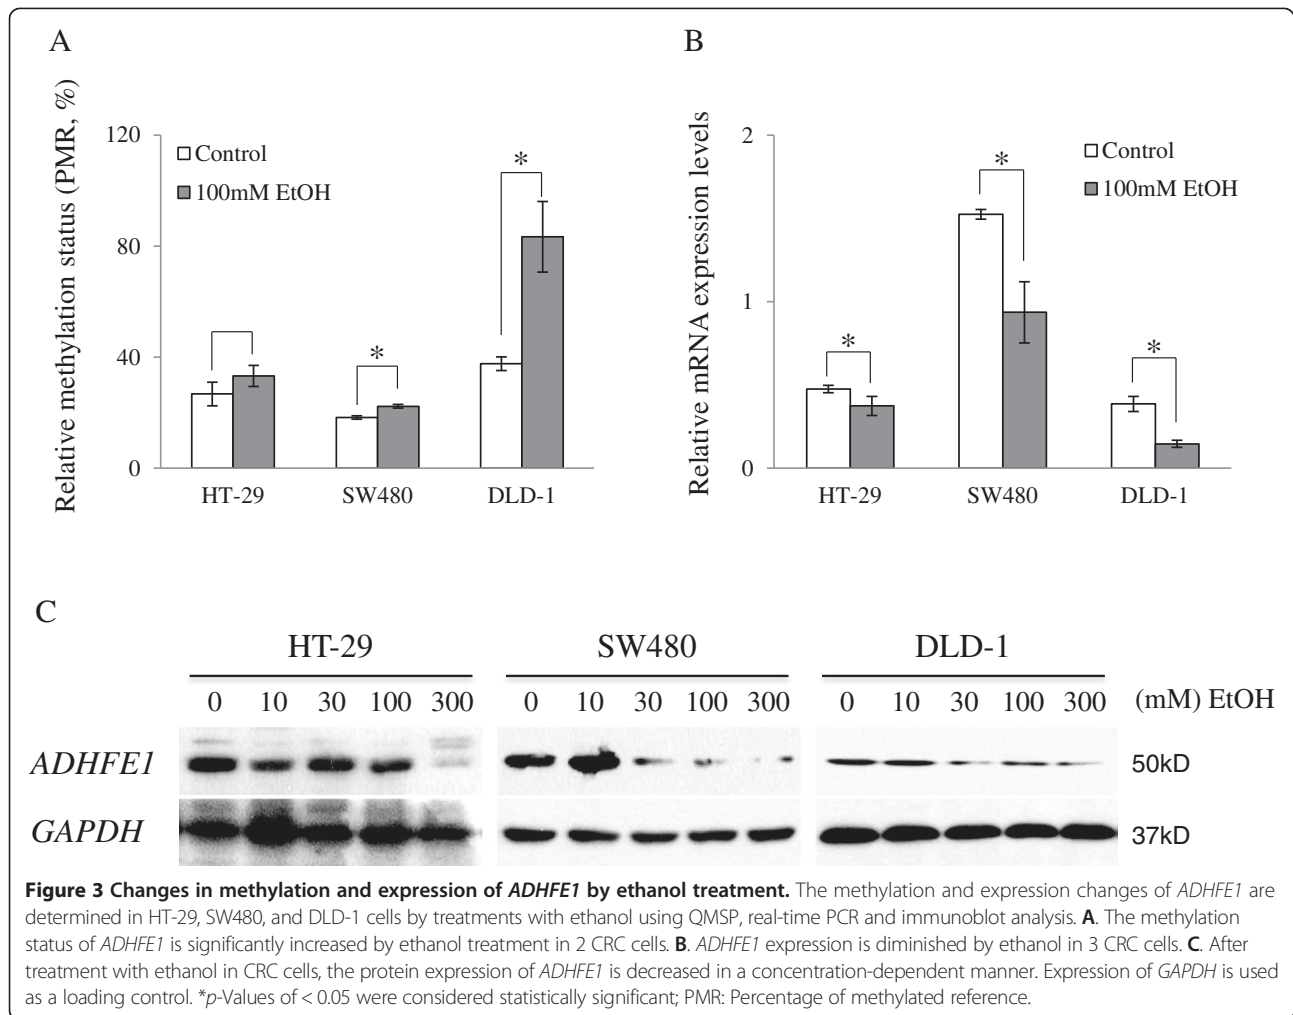 A
Relative methylation status (PMR, %)
120
80
40
0
Control
100mM EtOH
*
*
HT-29 SW480 DLD-1
B
Relative mRNA expression levels
2
1
0
Control
100mM EtOH
*
*
*
HT-29 SW480 DLD-1
C
HT-29 SW480 DLD-1
0 10 30 100 300 0 10 30 100 300 0 10 30 100 300 (mM) EtOH
ADHFE1 50kD
GAPDH 37kD
Figure 3 Changes in methylation and expression of ADHFE1 by ethanol treatment. The methylation and expression changes of ADHFE1 are
determined in HT-29, SW480, and DLD-1 cells by treatments with ethanol using QMSP, real-time PCR and immunoblot analysis. A. The methylation
status of ADHFE1 is significantly increased by ethanol treatment in 2 CRC cells. B. ADHFE1 expression is diminished by ethanol in 3 CRC cells. C. After
treatment with ethanol in CRC cells, the protein expression of ADHFE1 is decreased in a concentration-dependent manner. Expression of GAPDH is used
as a loading control. *p-Values of < 0.05 were considered statistically significant; PMR: Percentage of methylated reference.